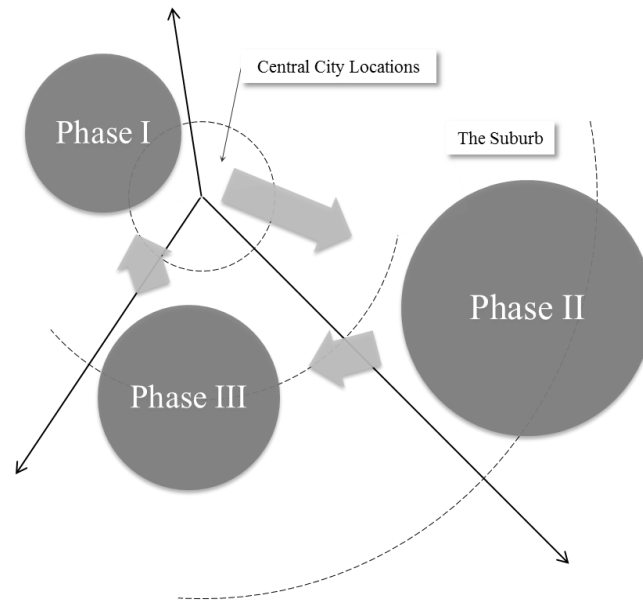 Central City Locations
Phase I
The Suburb
Phase II
Phase III